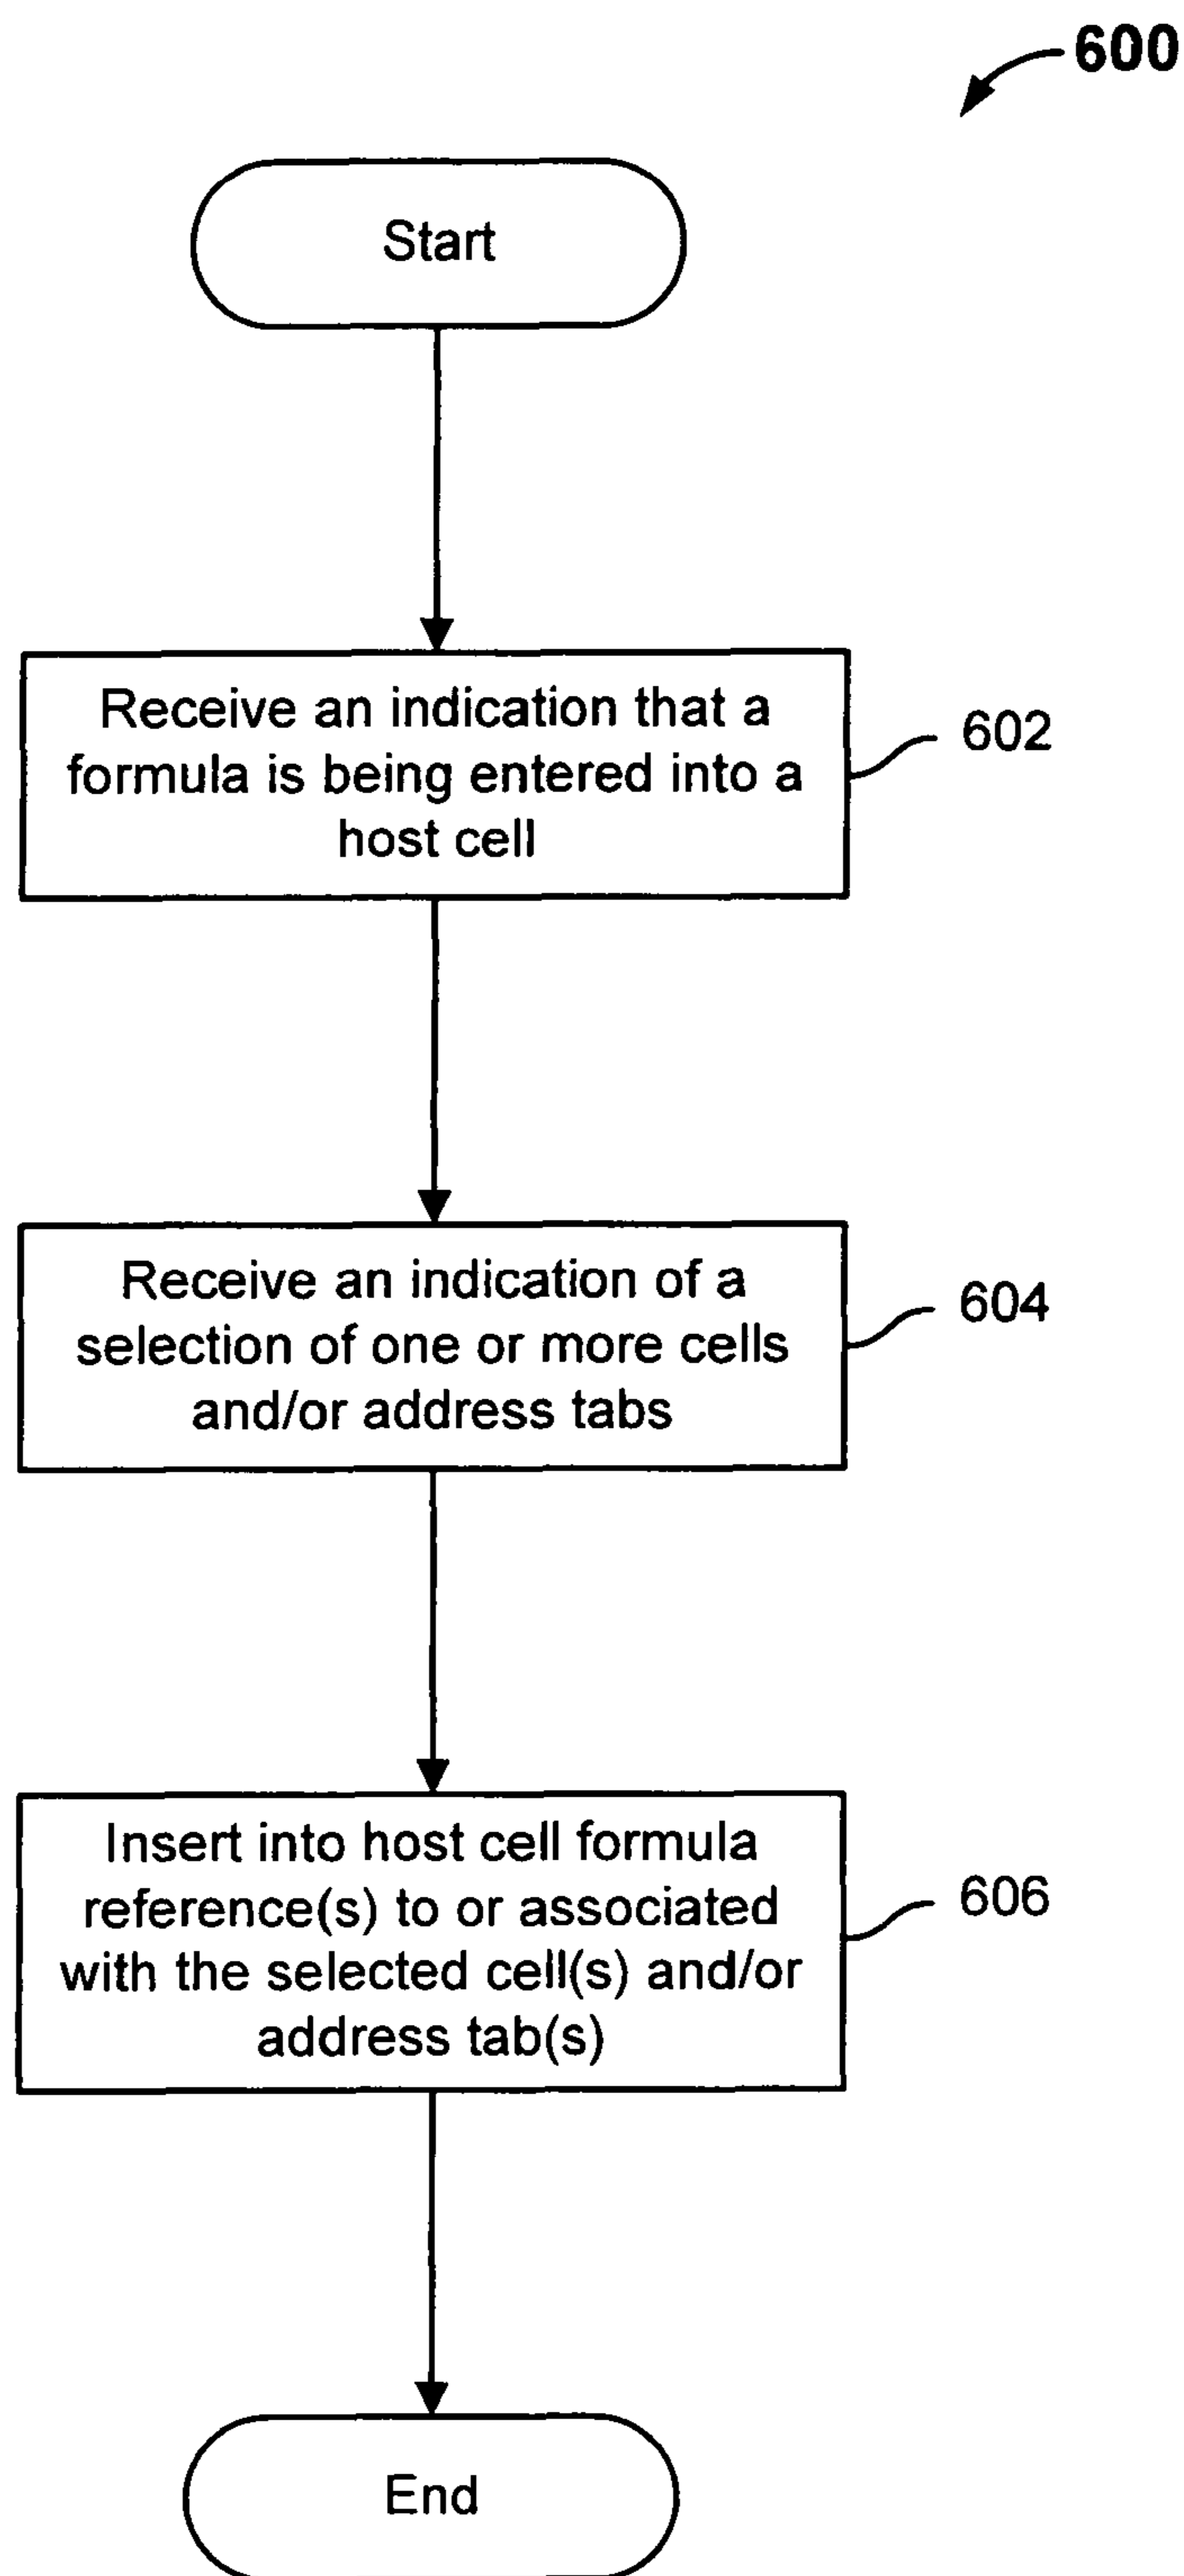 600
Start
Receive an indication that a
formula is being entered into a
host cell
602
Receive an indication of a
selection of one or more cells
and/or address tabs
604
Insert into host cell formula
reference(s) to or associated
with the selected cell(s) and/or
address tab(s)
606
End